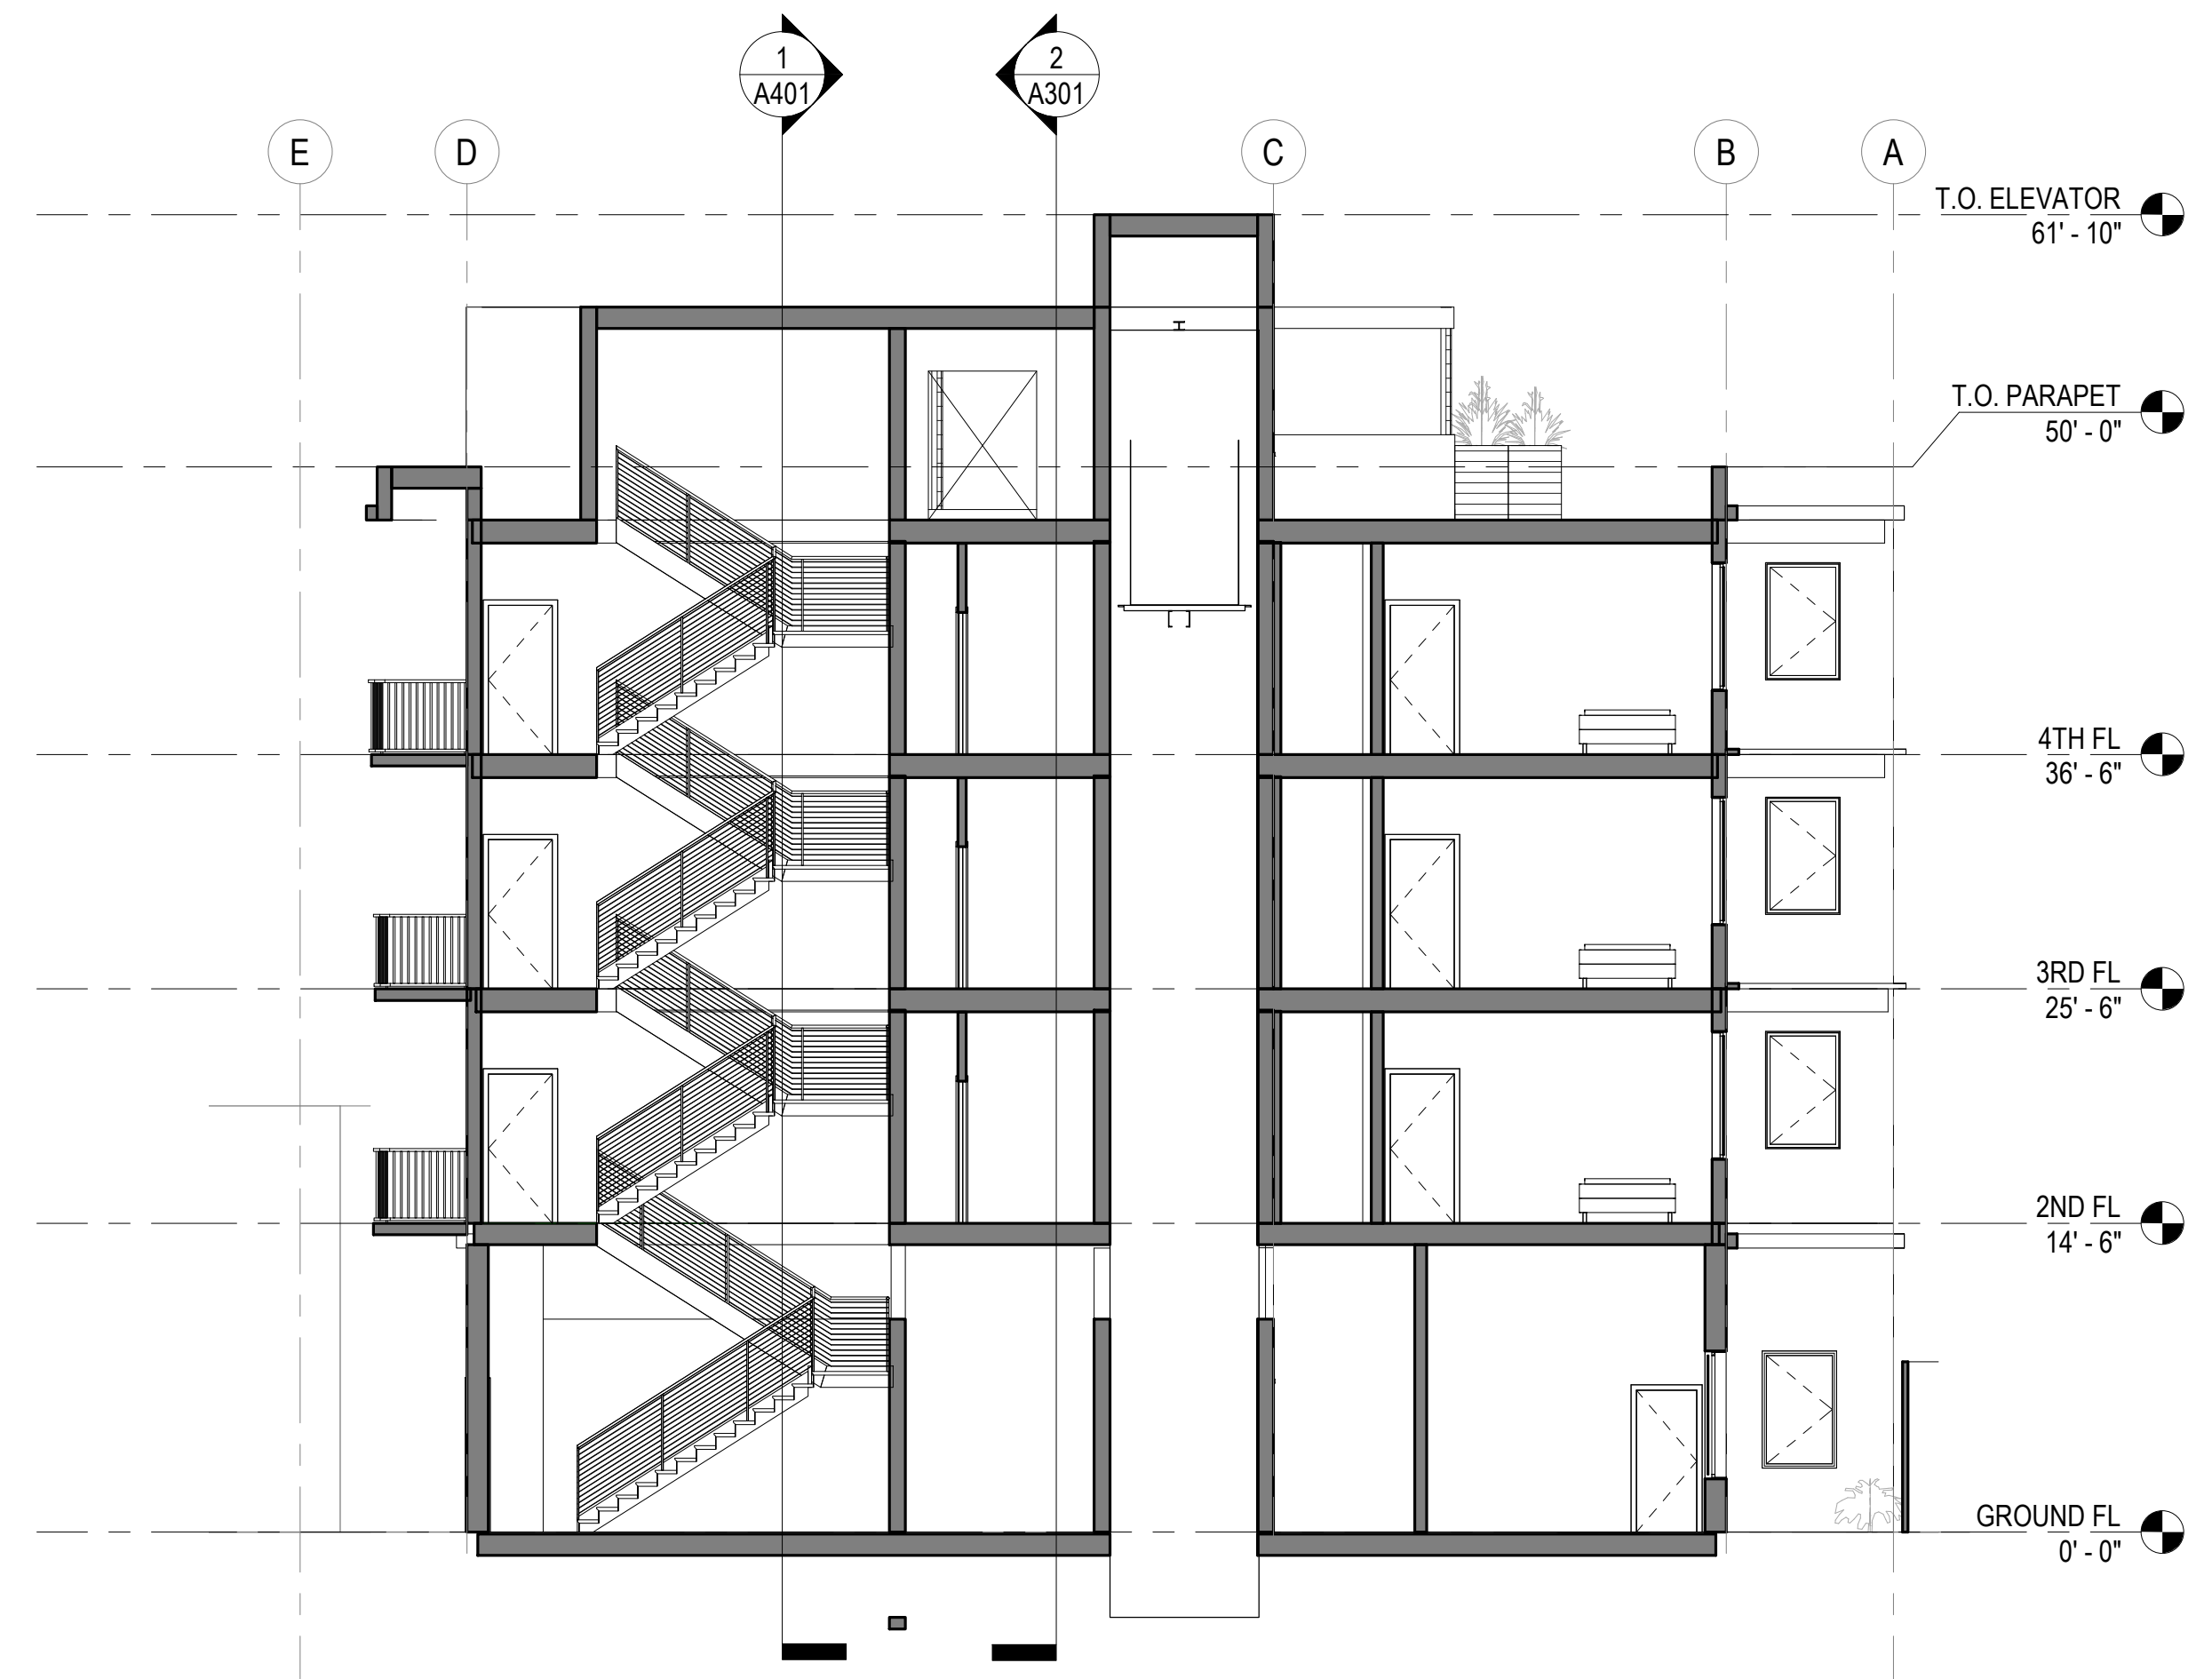 1
A401
2
A301
E
D
C
B
A
T.O. ELEVATOR
61' - 10"
T.O. PARAPET
50' - 0"
4TH FL
36' - 6"
3RD FL
25' - 6"
2ND FL
14' - 6"
GROUND FL
0' - 0"